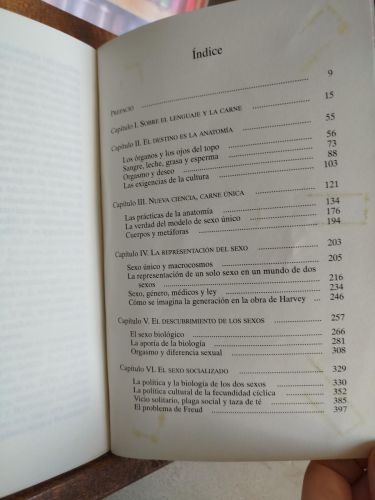 Índice
PREFACIO 9
Capítulo I. SOBRE EL LENGUAJE Y LA CARNE 15
Capítulo II. EL DESTINO ES LA ANATOMÍA 55
Los órganos y los ojos del topo 56
Sangre, leche, grasa y esperma 73
Orgasmo y deseo 88
Las exigencias de la cultura 103
Capítulo III. NUEVA CIENCIA, CARNE ÚNICA 121
Las prácticas de la anatomía 134
La verdad del modelo de sexo único 176
Cuerpos y metáforas 194
Capítulo IV. LA REPRESENTACIÓN DEL SEXO 203
Sexo único y macrocosmos 205
La representación de un solo sexo en un mundo de dos
sexos 216
Sexo, género, médicos y ley 234
Cómo se imagina la generación en la obra de Harvey 246
Capítulo V. EL DESCUBRIMIENTO DE LOS SEXOS 257
El sexo biológico 266
La aporía de la biología 281
Orgasmo y diferencia sexual 308
Capítulo VI. EL SEXO SOCIALIZADO 329
La política y la biología de los dos sexos 330
La política cultural de la fecundidad cíclica 352
Vicio solitario, plaga social y taza de té 385
El problema de Freud 397